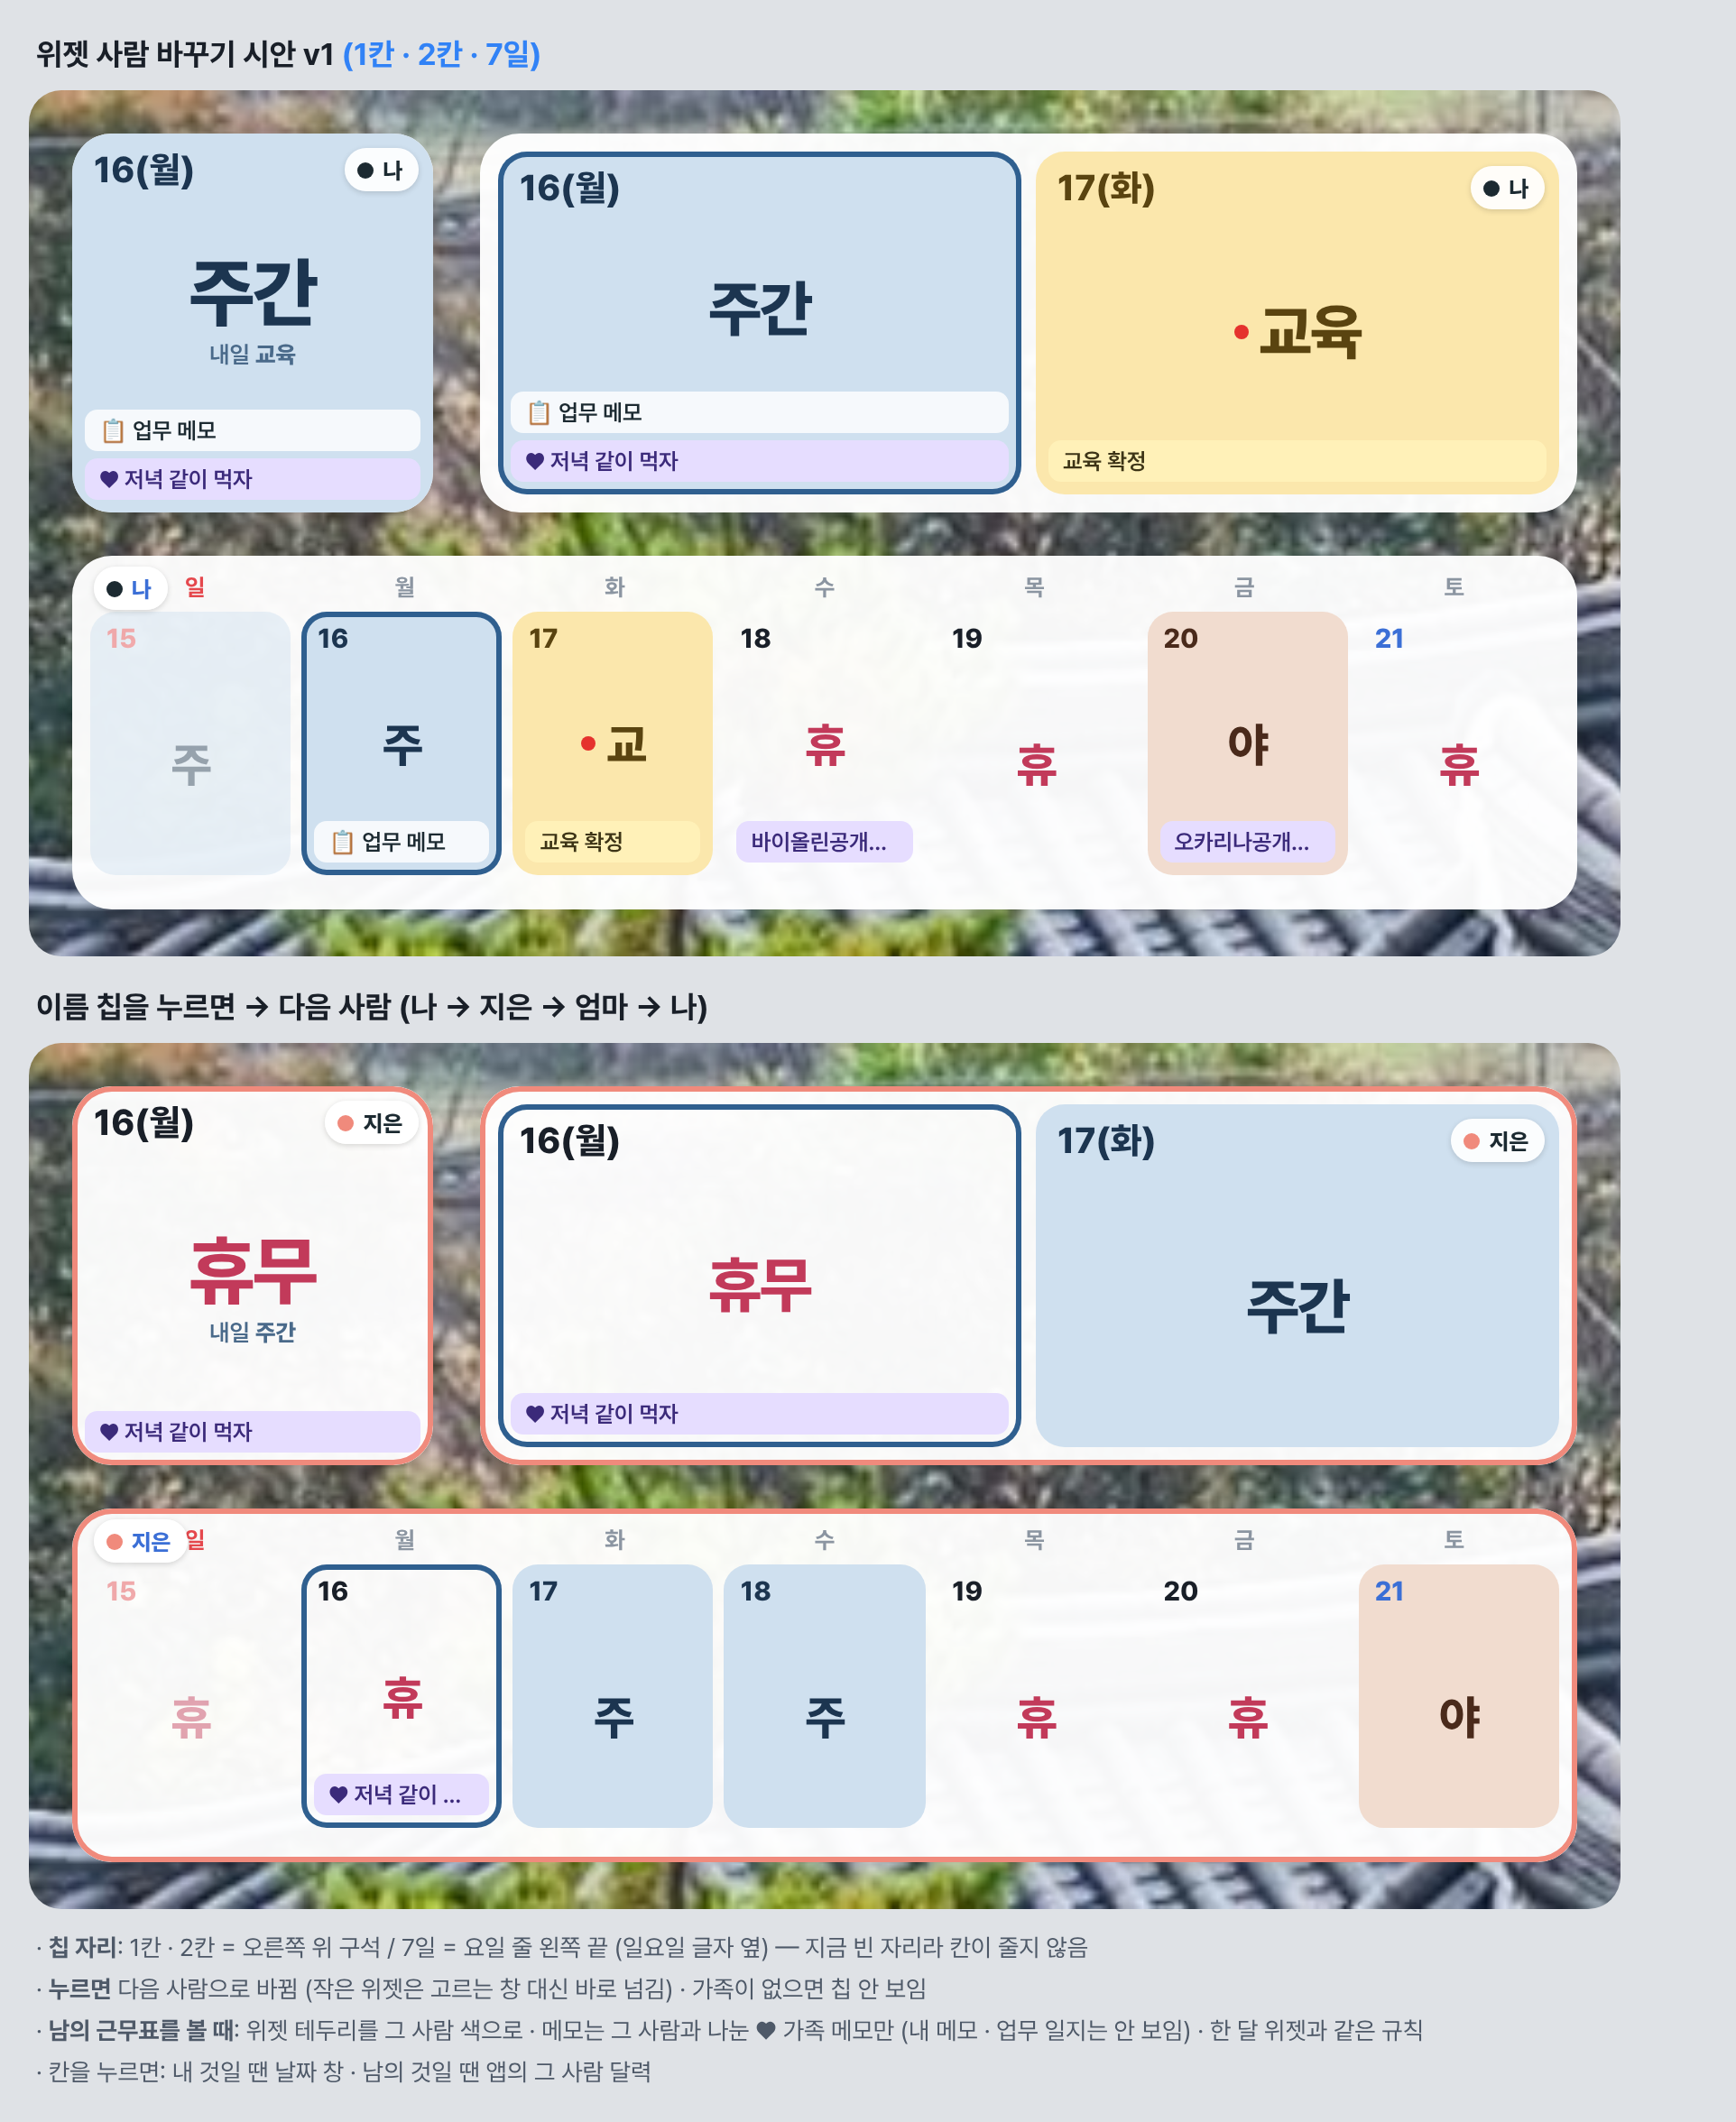 위젯 사람 바꾸기 시안 v1 (1칸 · 2칸 · 7일)
16(월) ● 나
주간
내일 교육
📋 업무 메모
♥ 저녁 같이 먹자
16(월)
주간
📋 업무 메모
♥ 저녁 같이 먹자
17(화) ● 나
• 교육
교육 확정
● 나 일 월 화 수 목 금 토
15 16 17 18 19 20 21
주 주 • 교 휴 휴 야 휴
📋 업무 메모 교육 확정 바이올린공개... 오카리나공개...
이름 칩을 누르면 → 다음 사람 (나 → 지은 → 엄마 → 나)
16(월) ● 지은
휴무
내일 주간
♥ 저녁 같이 먹자
16(월)
휴무
♥ 저녁 같이 먹자
17(화) ● 지은
주간
● 지은 일 월 화 수 목 금 토
15 16 17 18 19 20 21
휴 휴 주 주 휴 휴 야
♥ 저녁 같이 ...
· 칩 자리: 1칸 · 2칸 = 오른쪽 위 구석 / 7일 = 요일 줄 왼쪽 끝 (일요일 글자 옆) — 지금 빈 자리라 칸이 줄지 않음
· 누르면 다음 사람으로 바뀜 (작은 위젯은 고르는 창 대신 바로 넘김) · 가족이 없으면 칩 안 보임
· 남의 근무표를 볼 때: 위젯 테두리를 그 사람 색으로 · 메모는 그 사람과 나눈 ♥ 가족 메모만 (내 메모 · 업무 일지는 안 보임) · 한 달 위젯과 같은 규칙
· 칸을 누르면: 내 것일 땐 날짜 창 · 남의 것일 땐 앱의 그 사람 달력